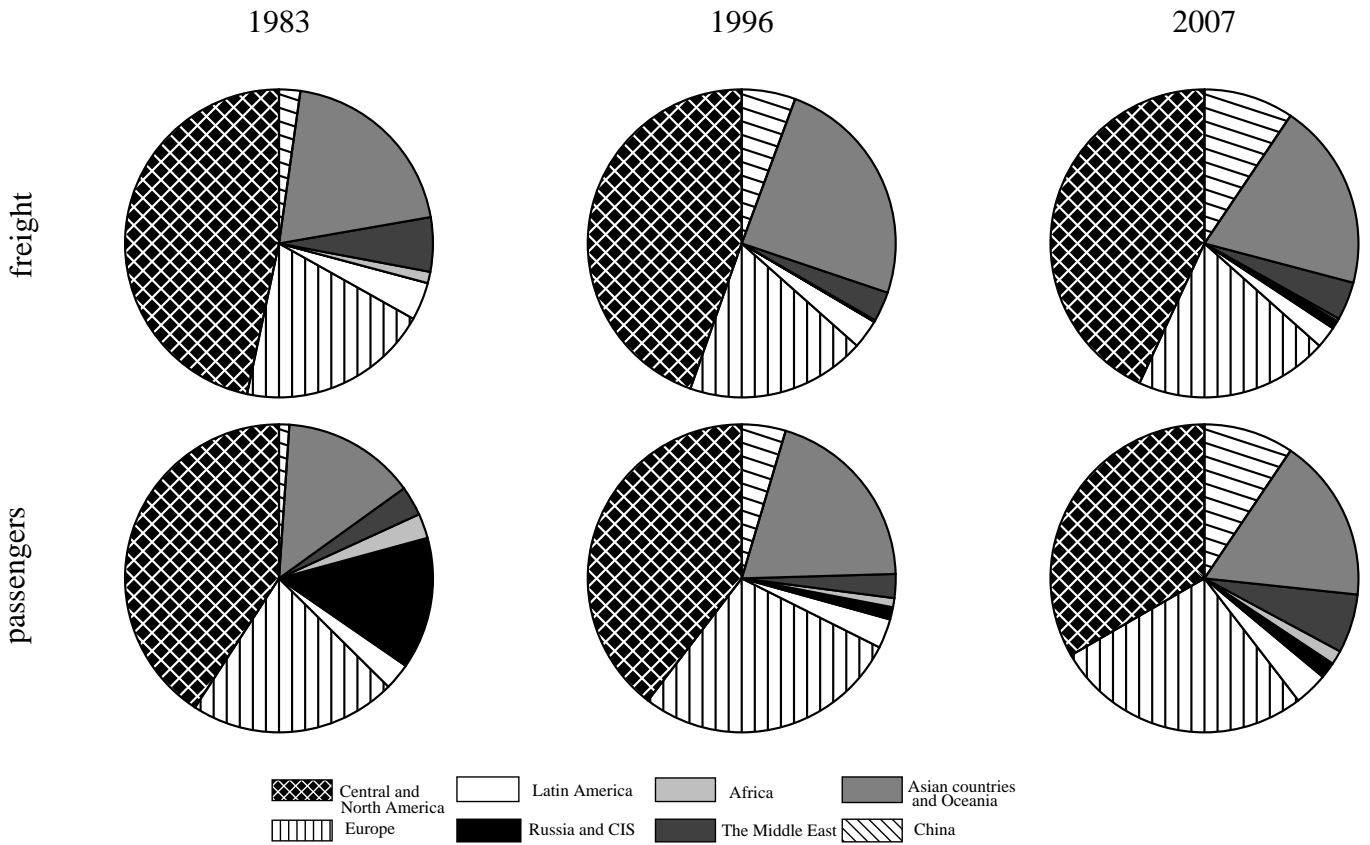 1983
1996
2007
freight
passengers
Central and
North America
Latin America
Africa
Asian countries
and Oceania
Europe
Russia and CIS
The Middle East
China